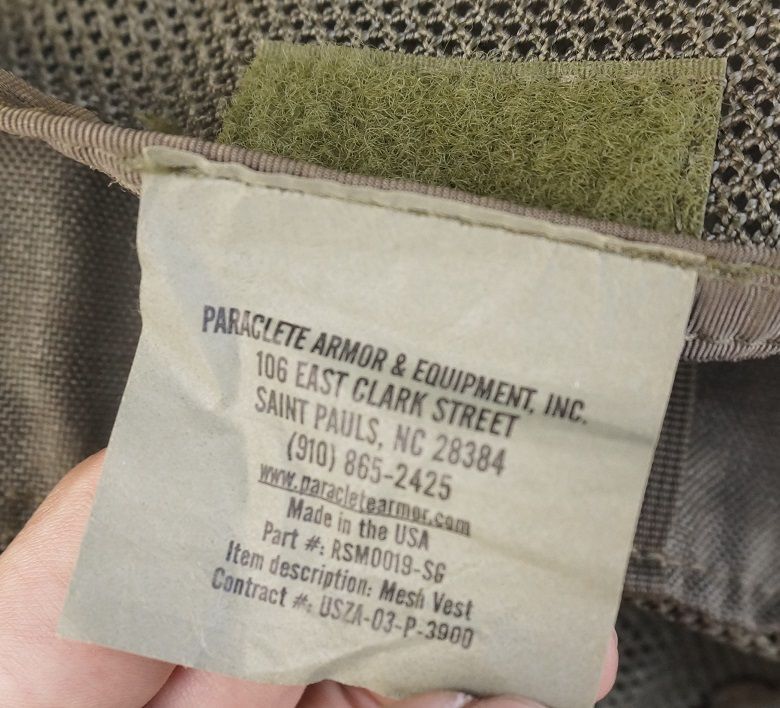 PARACLETE ARMOR & EQUIPMENT, INC.
106 EAST CLARK STREET
SAINT PAULS, NC 28384
(910) 865-2425
www.paracletearmor.com
Made in the USA
Part #: RSM0019-SG
Item description: Mesh Vest
Contract #: USZA-03-P-3900